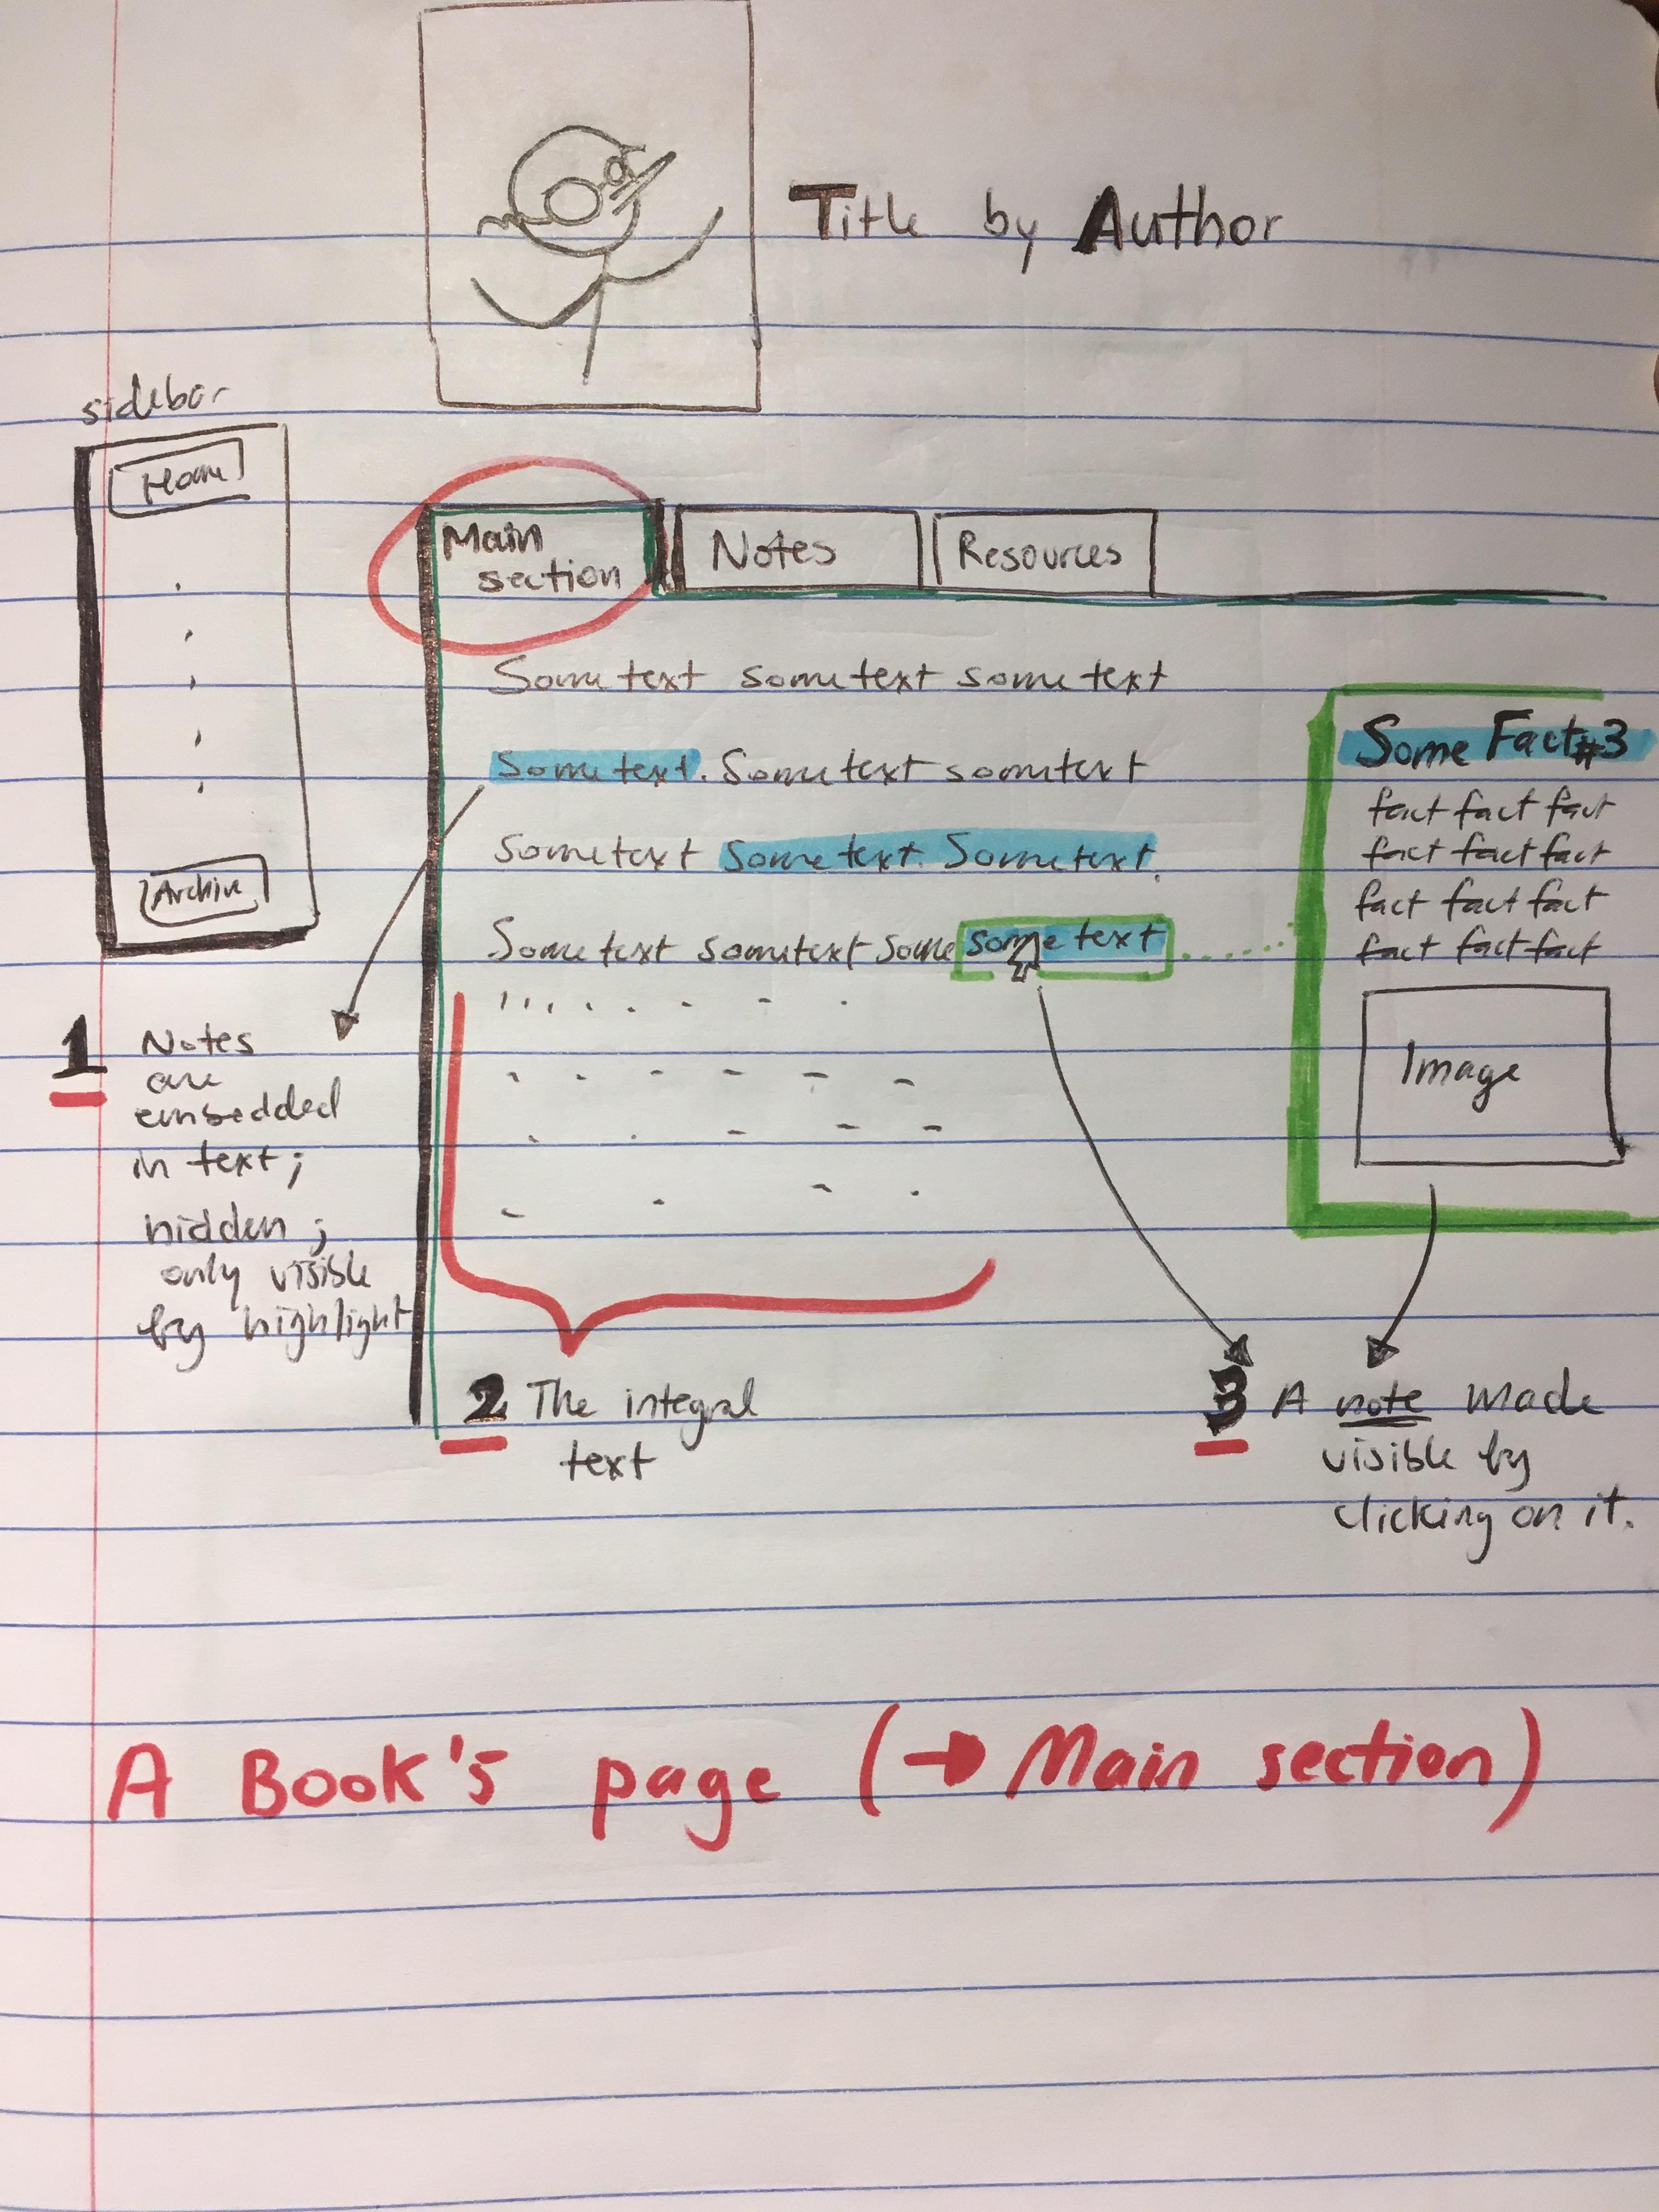 Title by Author
sidebar
Home
Archive
Main
section
Notes
Resources
Some text some text some text
Some text. Some text some text
Some text Some text. Some text.
Some text some text some some text
Some Fact #3
fact fact fact
fact fact fact
fact fact fact
fact fact fact
Image
1 Notes
are
embedded
in text;
hidden;
only visible
by highlight
2 The integral
text
3 A note made
visible by
clicking on it.
A Book's page (→ Main section)